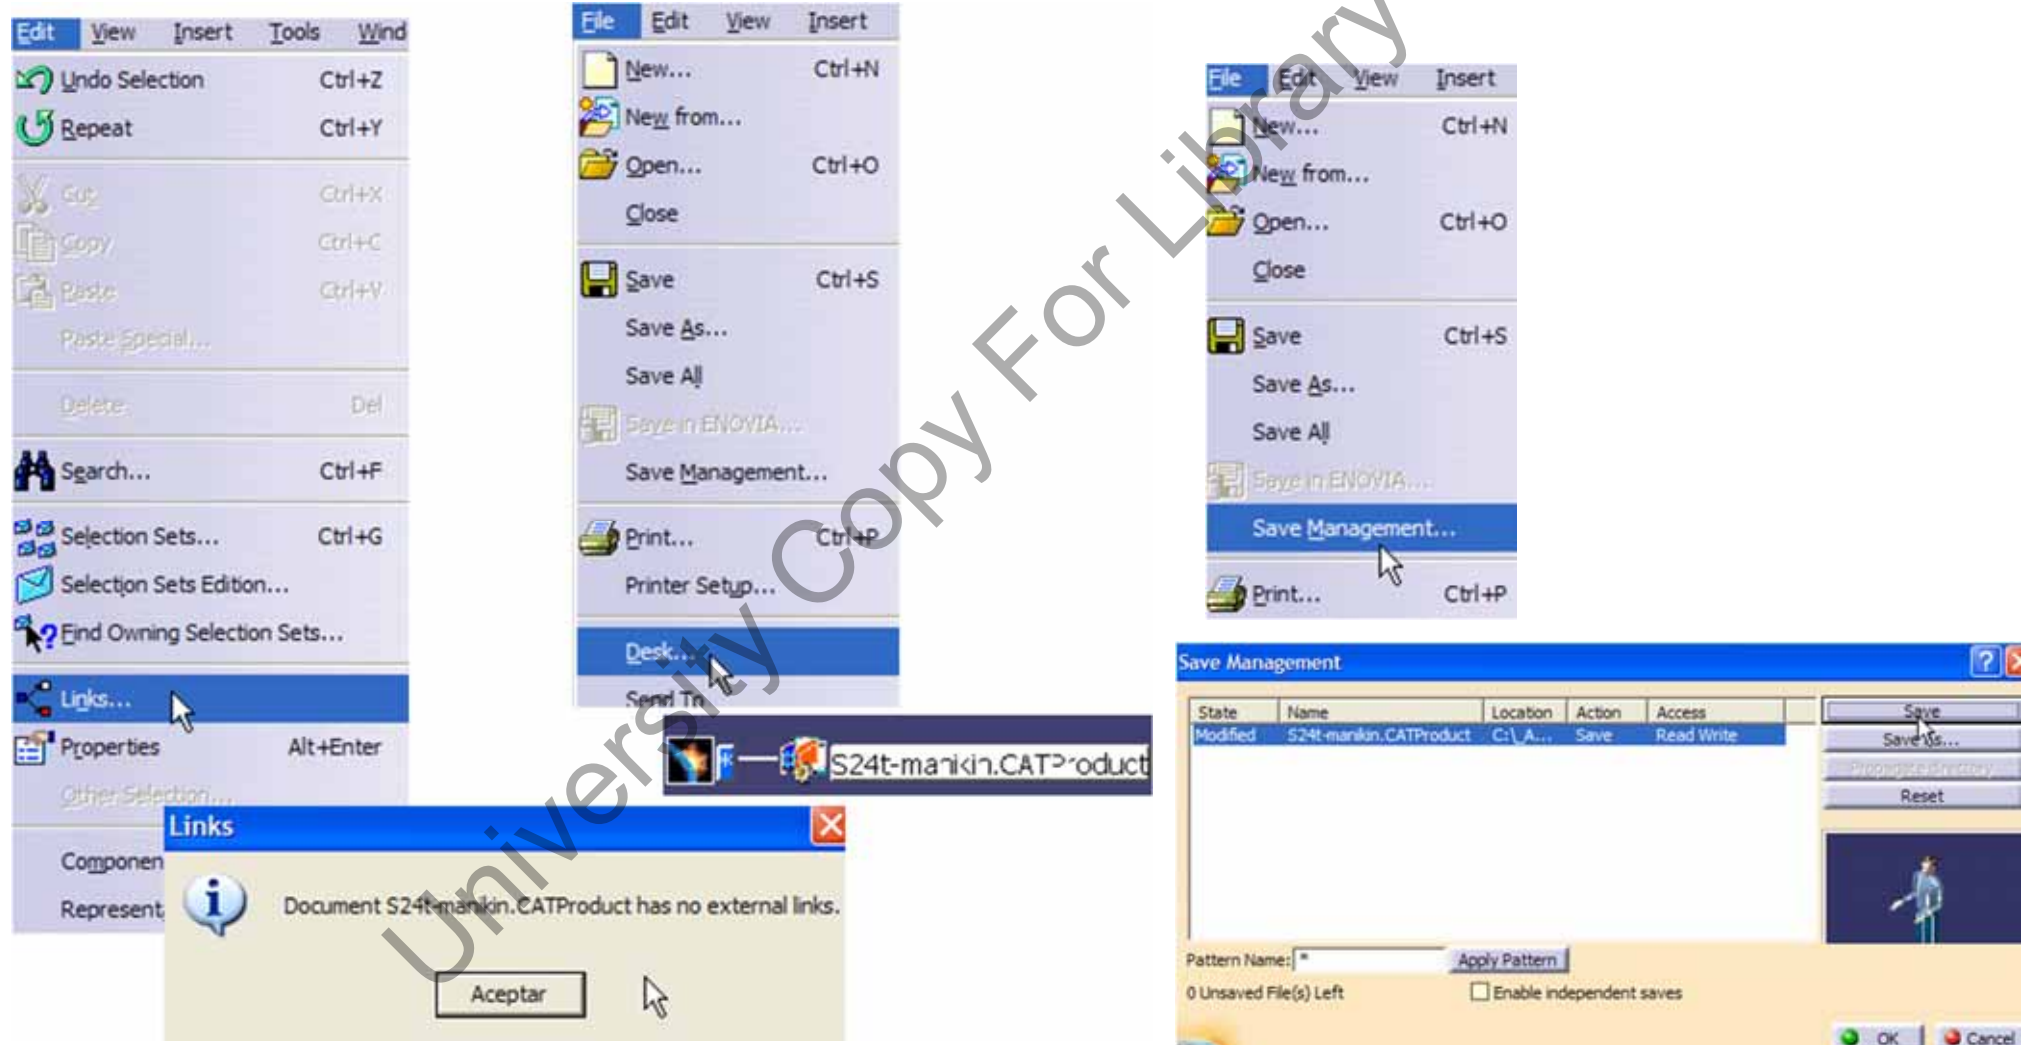 Edit View Insert Tools Wind
Undo Selection Ctrl+Z
Repeat Ctrl+Y
Cut Ctrl+X
Copy Ctrl+C
Paste Ctrl+V
Paste Special...
Delete Del
Search... Ctrl+F
Selection Sets... Ctrl+G
Selection Sets Edition...
Find Owning Selection Sets...
Links...
Properties Alt+Enter
Other Selection...
Componen
Represent
Links
Document S24t-manikin.CATProduct has no external links.
Aceptar
File Edit View Insert
New... Ctrl+N
New from...
Open... Ctrl+O
Close
Save Ctrl+S
Save As...
Save All
Save in ENOVIA...
Save Management...
Print... Ctrl+P
Printer Setup...
Desk...
Send To
S24t-manikin.CATProduct
File Edit View Insert
New... Ctrl+N
New from...
Open... Ctrl+O
Close
Save Ctrl+S
Save As...
Save All
Save in ENOVIA...
Save Management...
Print... Ctrl+P
Save Management
State Name Location Action Access
Modified S24t-manikin.CATProduct C:\_A... Save Read Write
Save
Save As...
Propagate directory
Reset
Pattern Name: * Apply Pattern
0 Unsaved File(s) Left Enable independent saves
OK Cancel
University Copy For Library